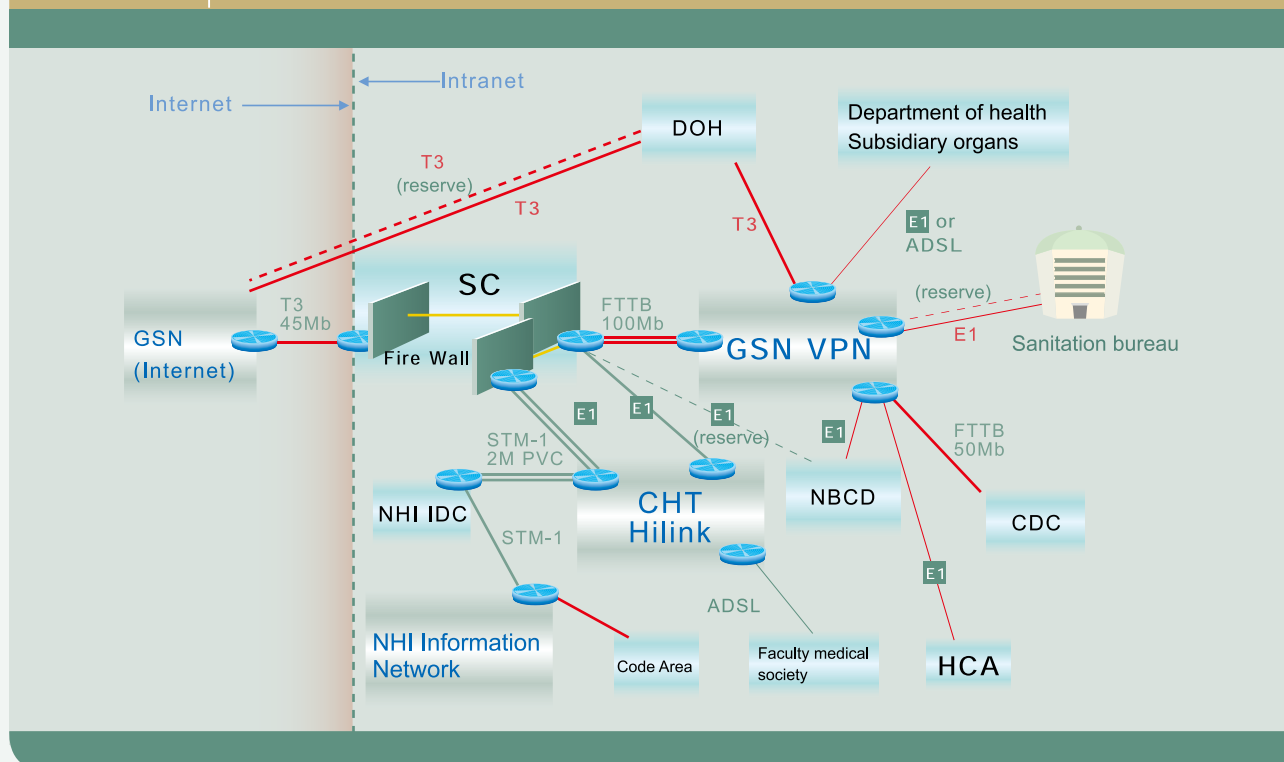 Intranet
Internet
DOH
Department of health
Subsidiary organs
T3
(reserve)
T3
T3
E1 or
ADSL
SC
T3
45Mb
FTTB
100Mb
(reserve)
E1
Sanitation bureau
GSN
(Internet)
Fire Wall
GSN VPN
E1
E1
E1
(reserve)
E1
FTTB
50Mb
STM-1
2M PVC
NHI IDC
CHT
Hilink
NBCD
CDC
STM-1
E1
ADSL
NHI Information
Network
Code Area
Faculty medical
society
HCA